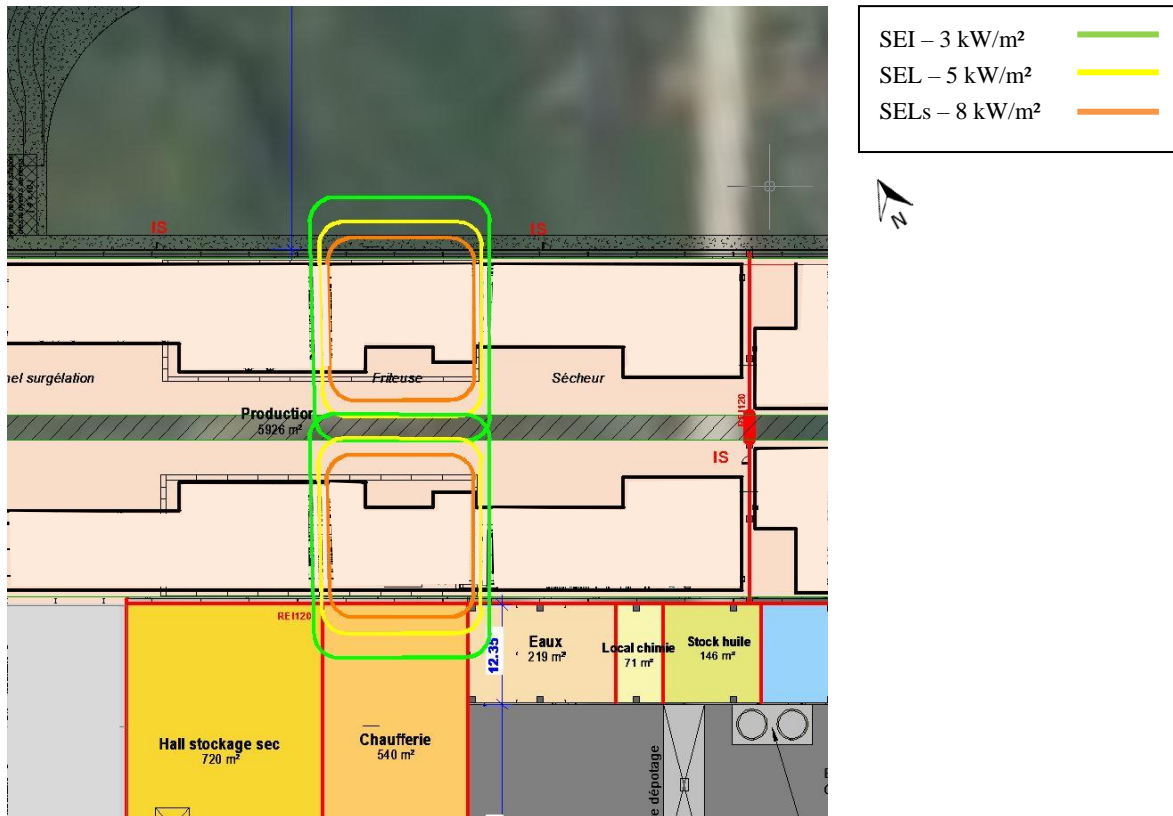 SEI – 3 kW/m²
SEL – 5 kW/m²
SELs – 8 kW/m²
N
IS
IS
nel surgélation
Friteuse
Sécheur
Production
5926 m²
REI120
IS
REI120
12.35
Eaux
219 m²
Local chimie
71 m²
Stock huile
146 m²
Hall stockage sec
720 m²
Chaufferie
540 m²
e dépotage